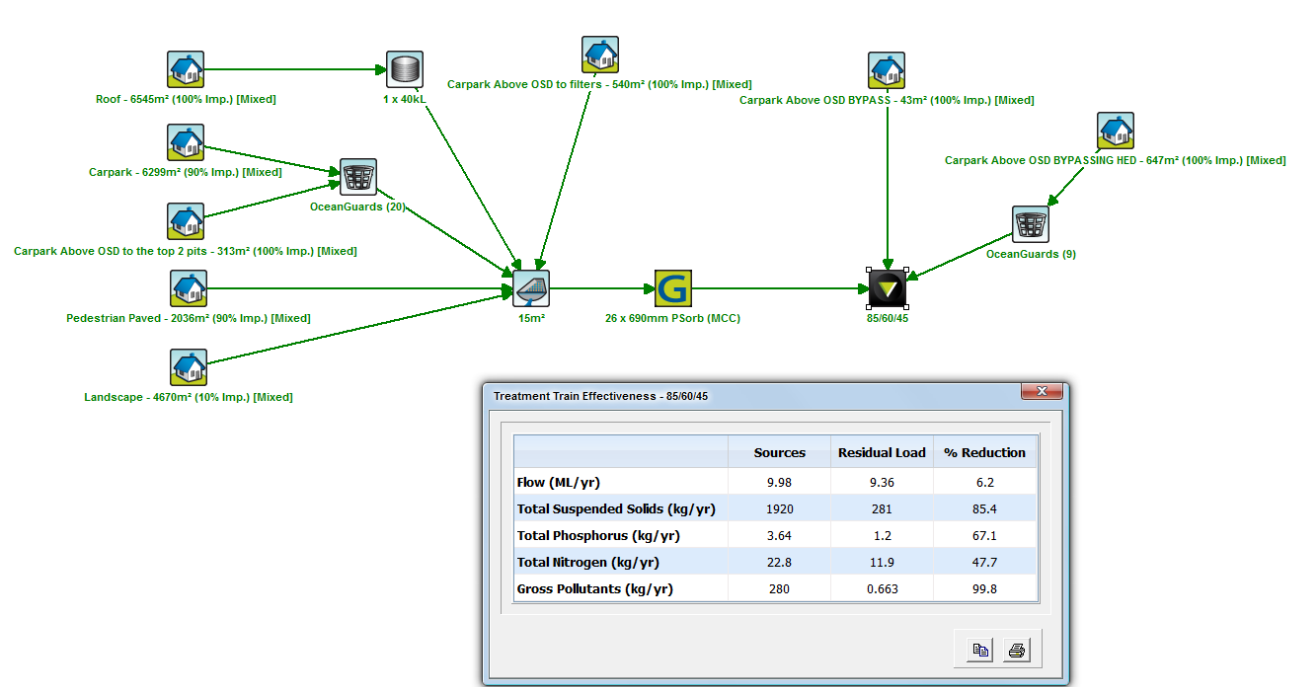 Roof - 6545m² (100% Imp.) [Mixed]
1 x 40kL
Carpark Above OSD to filters - 540m² (100% Imp.) [Mixed]
Carpark Above OSD BYPASS - 43m² (100% Imp.) [Mixed]
Carpark - 6299m² (90% Imp.) [Mixed]
Carpark Above OSD BYPASSING HED - 647m² (100% Imp.) [Mixed]
OceanGuards (20)
Carpark Above OSD to the top 2 pits - 313m² (100% Imp.) [Mixed]
OceanGuards (9)
Pedestrian Paved - 2036m² (90% Imp.) [Mixed]
15m²
G
26 x 690mm PSorb (MCC)
85/60/45
Landscape - 4670m² (10% Imp.) [Mixed]
Treatment Train Effectiveness - 85/60/45
Sources Residual Load % Reduction
Flow (ML/yr) 9.98 9.36 6.2
Total Suspended Solids (kg/yr) 1920 281 85.4
Total Phosphorus (kg/yr) 3.64 1.2 67.1
Total Nitrogen (kg/yr) 22.8 11.9 47.7
Gross Pollutants (kg/yr) 280 0.663 99.8